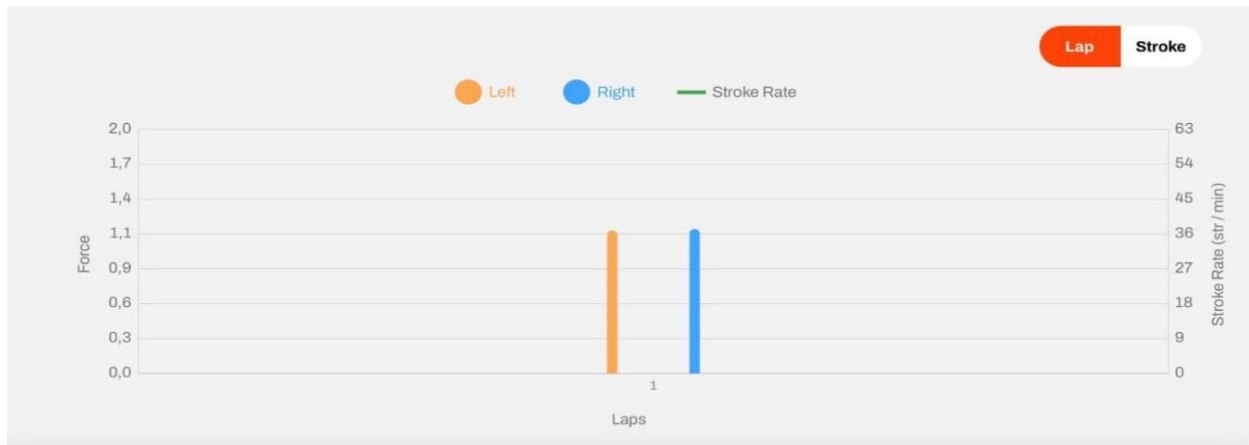 Lap Stroke
Left Right Stroke Rate
2,0 63
1,7 54
1,4 45
1,1 36
0,9 27
0,6 18
0,3 9
0,0 0
Force
Stroke Rate (str / min)
1
Laps